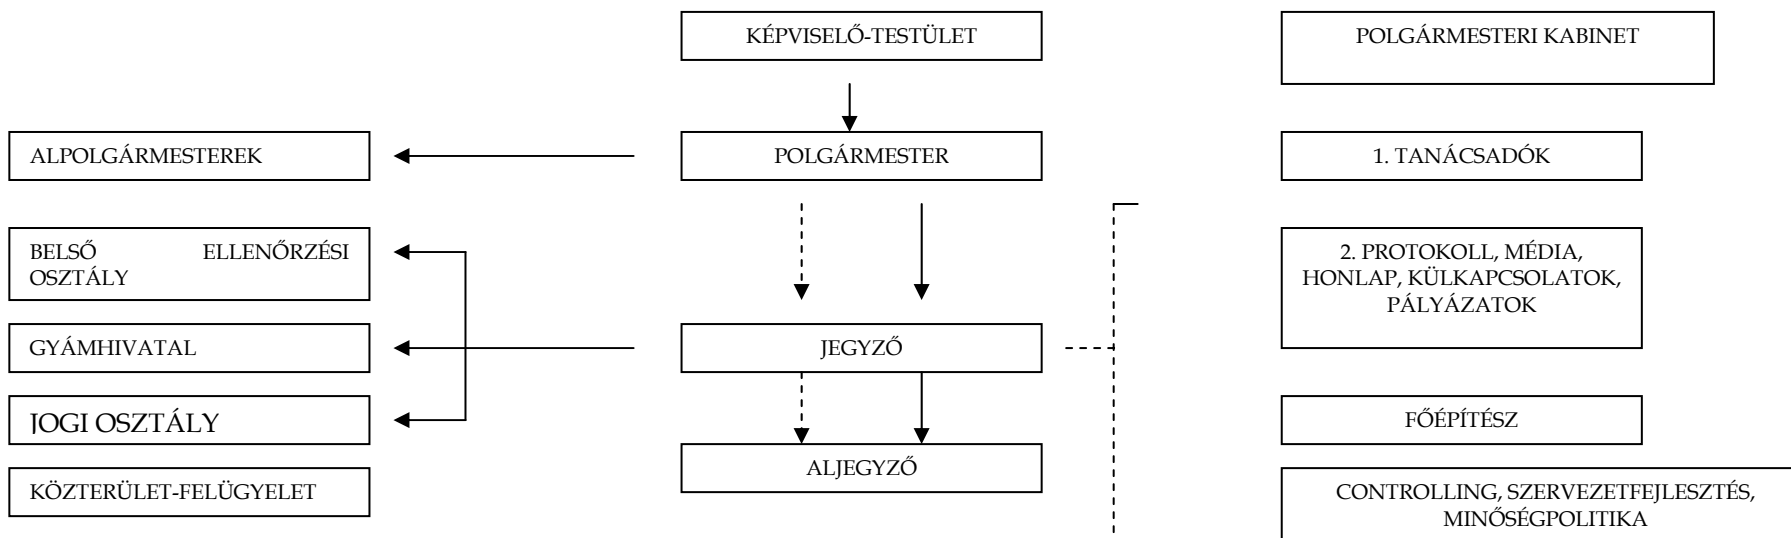 KÉPVISELŐ-TESTÜLET
POLGÁRMESTERI KABINET
ALPOLGÁRMESTEREK
POLGÁRMESTER
1. TANÁCSADÓK
BELSŐ ELLENŐRZÉSI
OSZTÁLY
2. PROTOKOLL, MÉDIA,
HONLAP, KÜLKAPCSOLATOK,
PÁLYÁZATOK
GYÁMHIVATAL
JEGYZŐ
JOGI OSZTÁLY
FŐÉPÍTÉSZ
ALJEGYZŐ
KÖZTERÜLET-FELÜGYELET
CONTROLLING, SZERVEZETFEJLESZTÉS,
MINŐSÉGPOLITIKA